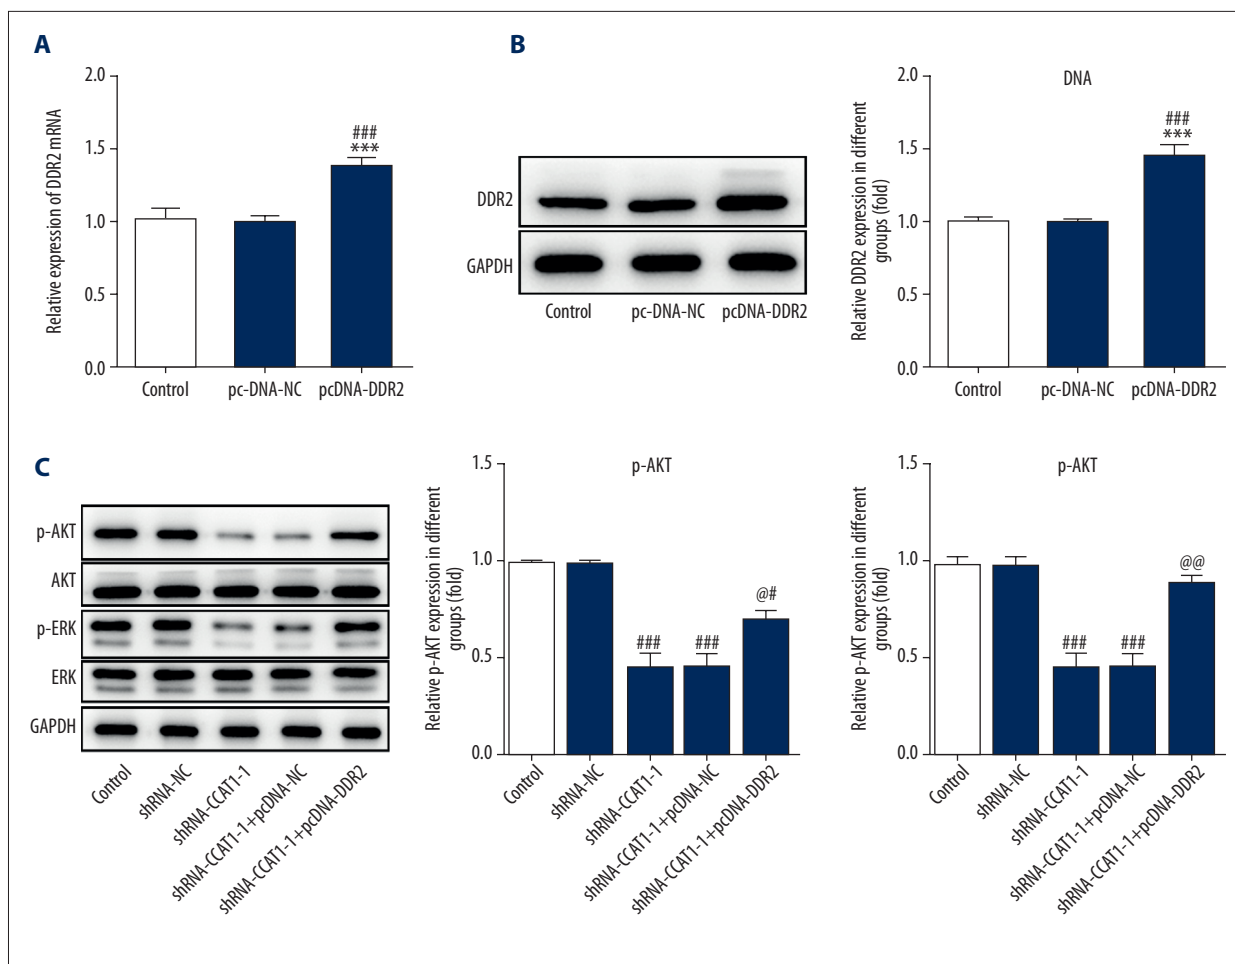 A
Relative expression of DDR2 mRNA
2.0
1.5
1.0
0.5
0.0
###
***
Control
pc-DNA-NC
pcDNA-DDR2
B
DDR2
GAPDH
Control
pc-DNA-NC
pcDNA-DDR2
DNA
Relative DDR2 expression in different
groups (fold)
2.0
1.5
1.0
0.5
0.0
###
***
Control
pc-DNA-NC
pcDNA-DDR2
C
p-AKT
AKT
p-ERK
ERK
GAPDH
Control
shRNA-NC
shRNA-CCAT1-1
shRNA-CCAT1-1+pcDNA-NC
shRNA-CCAT1-1+pcDNA-DDR2
p-AKT
Relative p-AKT expression in different
groups (fold)
1.5
1.0
0.5
0.0
###
###
@#
Control
shRNA-NC
shRNA-CCAT1-1
shRNA-CCAT1-1+pcDNA-NC
shRNA-CCAT1-1+pcDNA-DDR2
p-AKT
Relative p-AKT expression in different
groups (fold)
1.5
1.0
0.5
0.0
###
###
@@
Control
shRNA-NC
shRNA-CCAT1-1
shRNA-CCAT1-1+pcDNA-NC
shRNA-CCAT1-1+pcDNA-DDR2